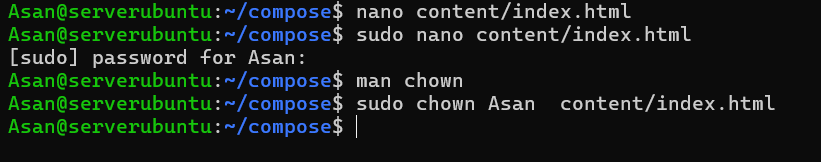 Asan@serverubuntu:~/compose$ nano content/index.html
Asan@serverubuntu:~/compose$ sudo nano content/index.html
[sudo] password for Asan:
Asan@serverubuntu:~/compose$ man chown
Asan@serverubuntu:~/compose$ sudo chown Asan  content/index.html
Asan@serverubuntu:~/compose$